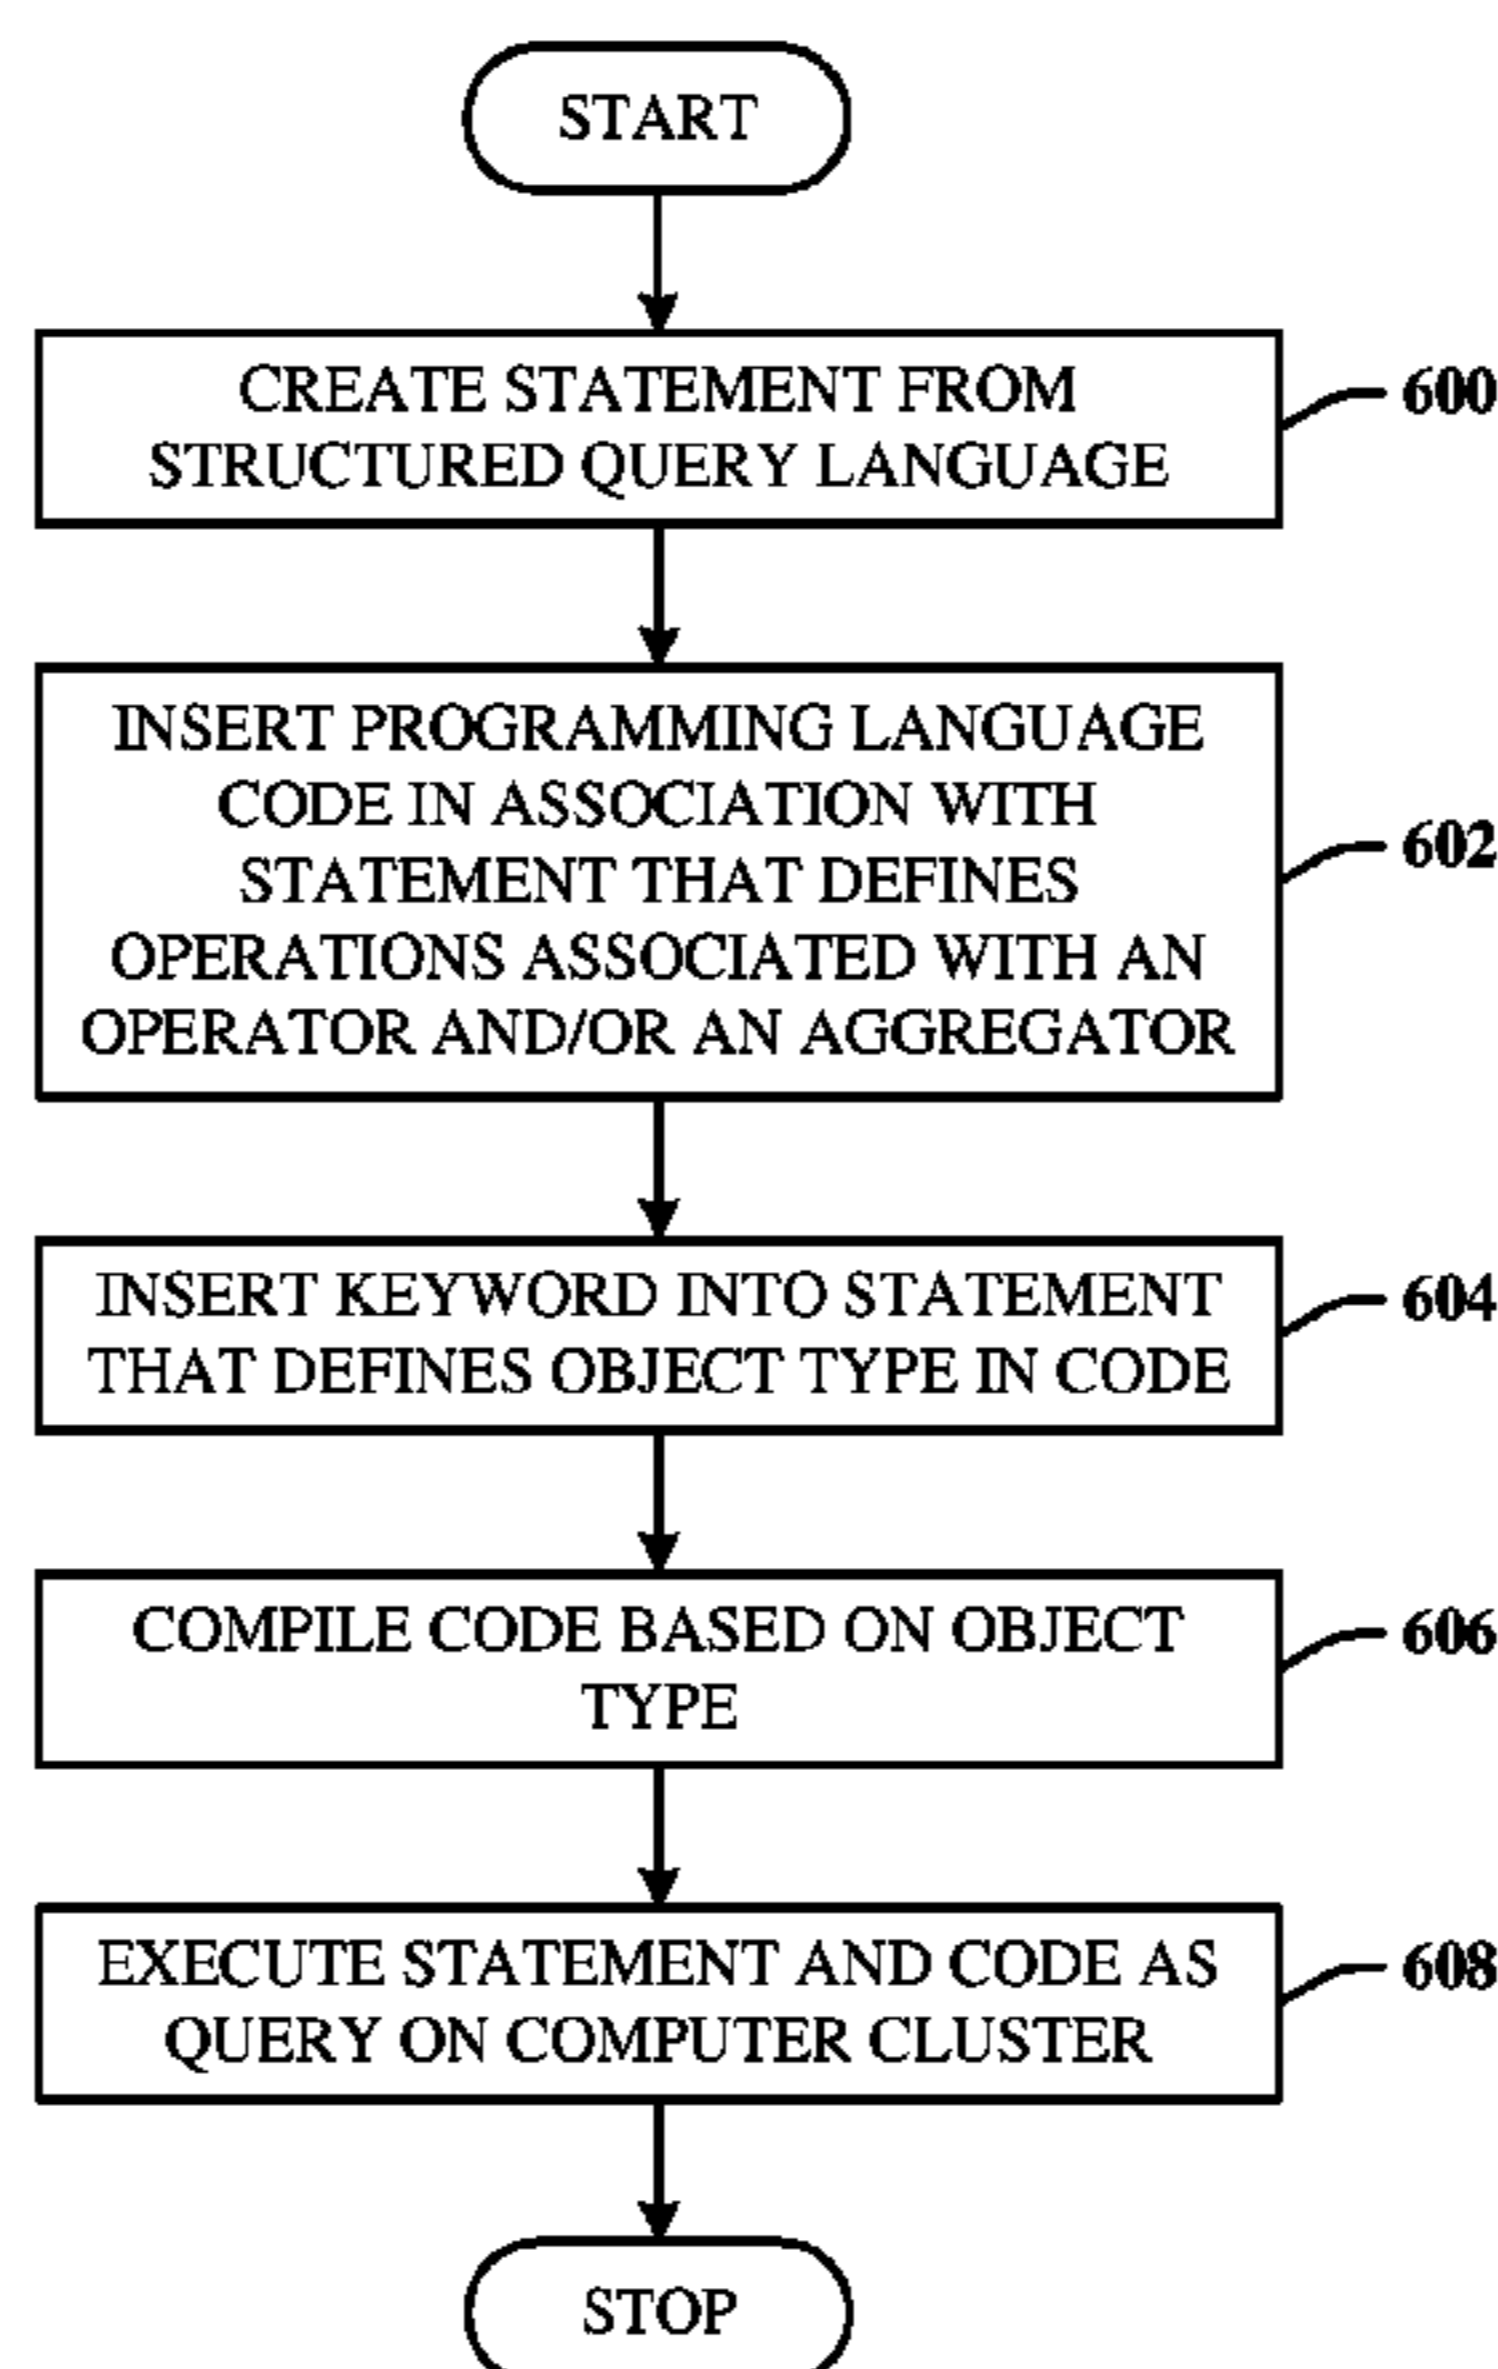 START
CREATE STATEMENT FROM
STRUCTURED QUERY LANGUAGE
600
INSERT PROGRAMMING LANGUAGE
CODE IN ASSOCIATION WITH
STATEMENT THAT DEFINES
OPERATIONS ASSOCIATED WITH AN
OPERATOR AND/OR AN AGGREGATOR
602
INSERT KEYWORD INTO STATEMENT
THAT DEFINES OBJECT TYPE IN CODE
604
COMPILE CODE BASED ON OBJECT
TYPE
606
EXECUTE STATEMENT AND CODE AS
QUERY ON COMPUTER CLUSTER
608
STOP